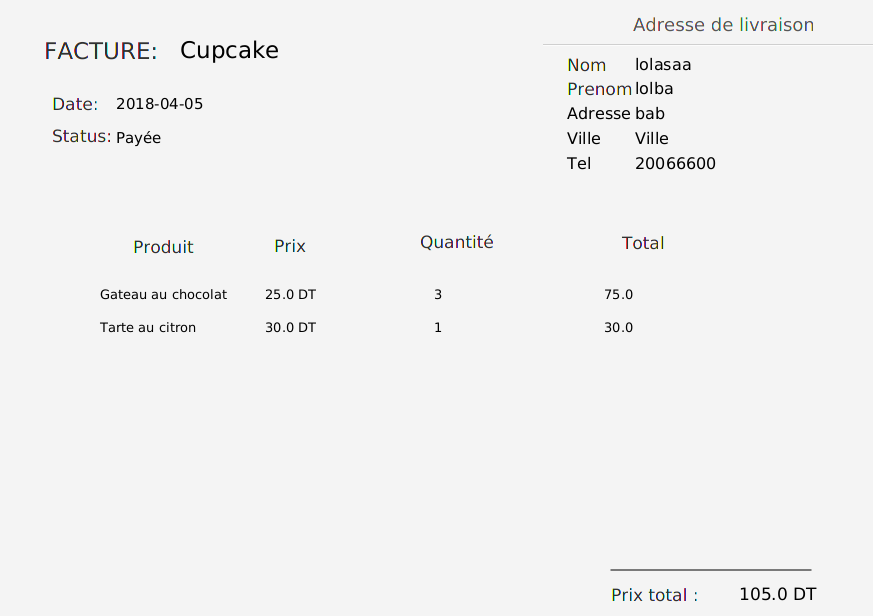 FACTURE: Cupcake
Date: 2018-04-05
Status: Payée
Adresse de livraison
Nom lolasaa
Prenom lolba
Adresse bab
Ville Ville
Tel 20066600
Produit Prix Quantité Total
Gateau au chocolat 25.0 DT 3 75.0
Tarte au citron 30.0 DT 1 30.0
Prix total : 105.0 DT